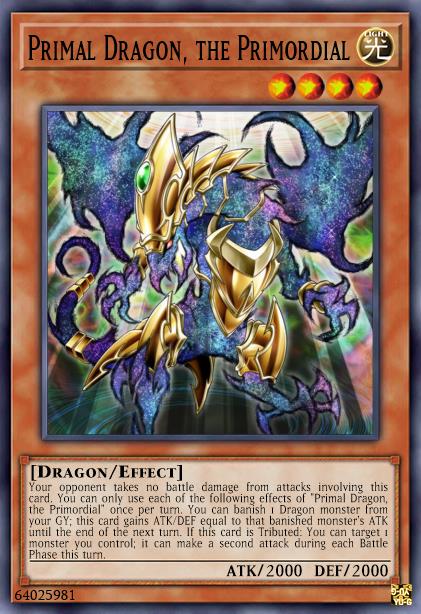 Primal Dragon, the Primordial
LIGHT
光
[Dragon/Effect]
Your opponent takes no battle damage from attacks involving this
card. You can only use each of the following effects of "Primal Dragon,
the Primordial" once per turn. You can banish 1 Dragon monster from
your GY; this card gains ATK/DEF equal to that banished monster's ATK
until the end of the next turn. If this card is Tributed: You can target 1
monster you control; it can make a second attack during each Battle
Phase this turn.
ATK/2000 DEF/2000
64025981